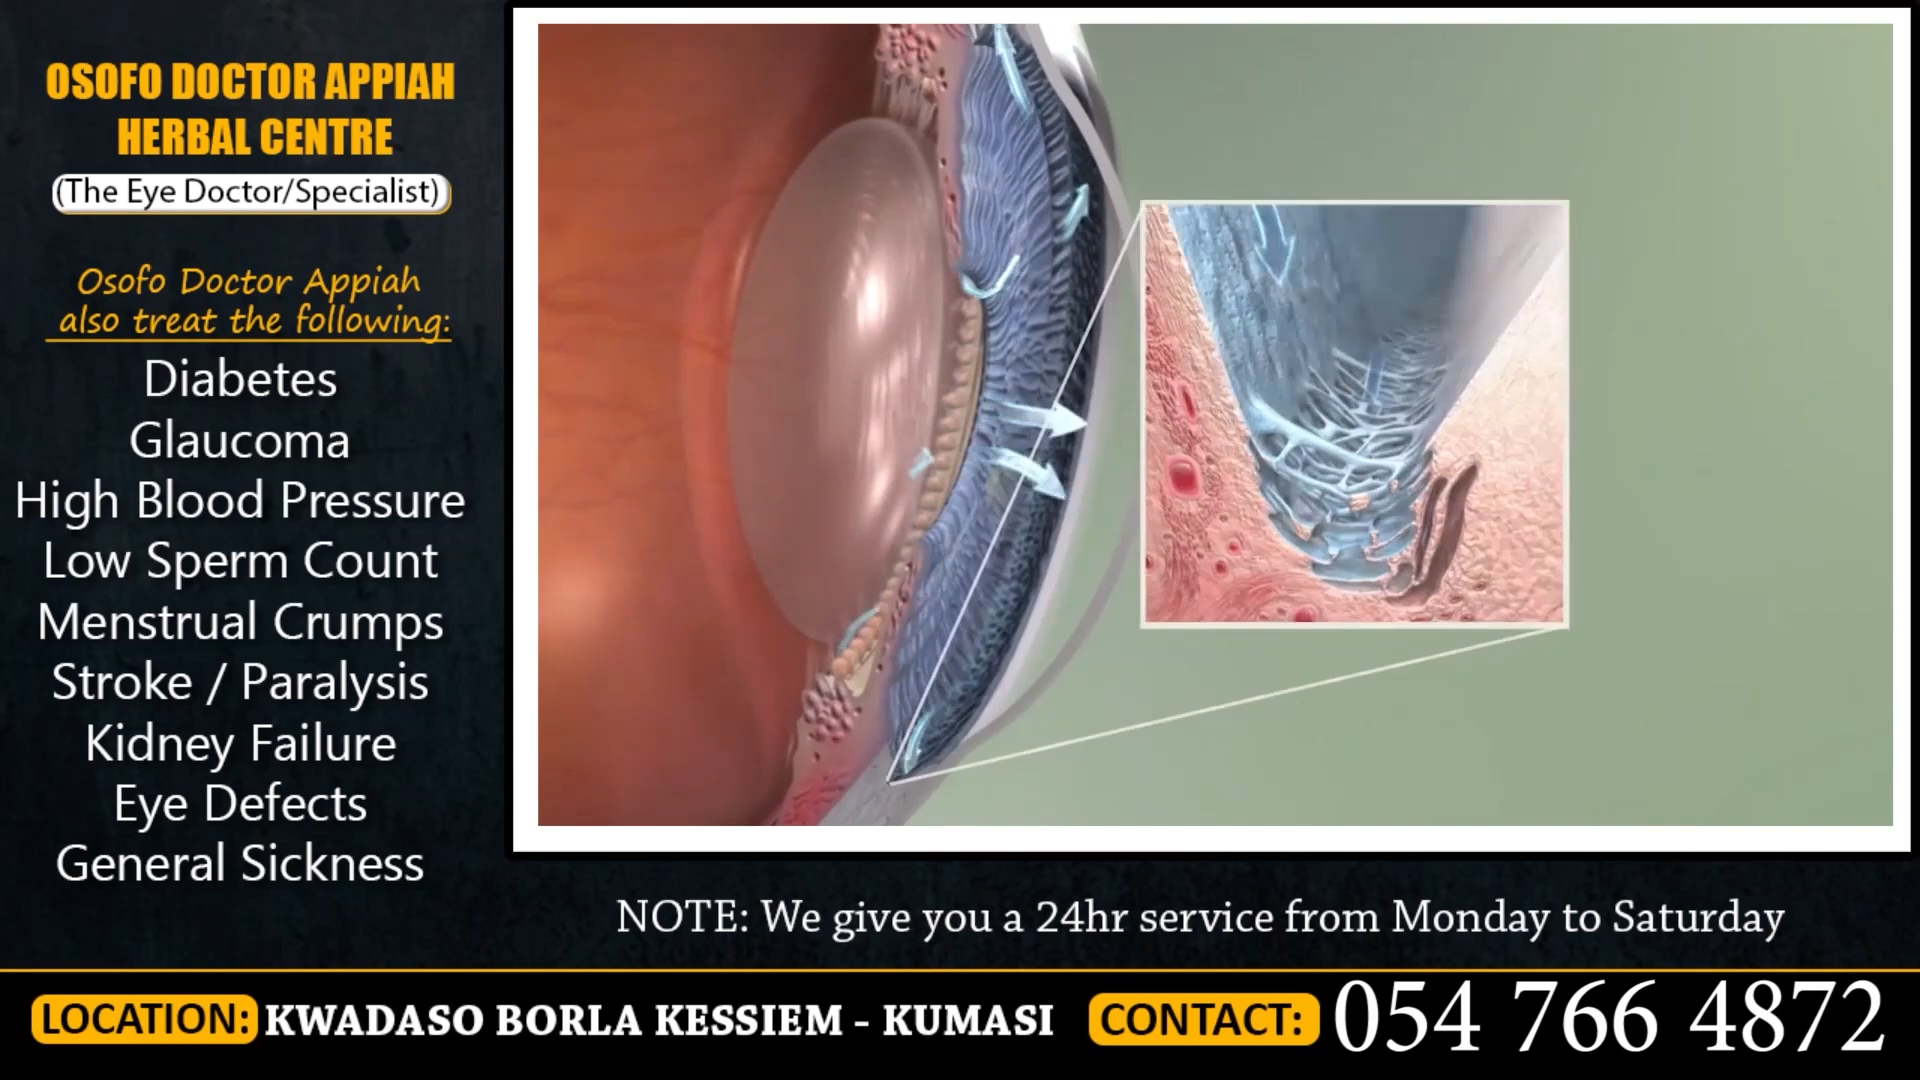 OSOFO DOCTOR APPIAH
HERBAL CENTRE
(The Eye Doctor/Specialist)
Osofo Doctor Appiah
also treat the following:
Diabetes
Glaucoma
High Blood Pressure
Low Sperm Count
Menstrual Crumps
Stroke / Paralysis
Kidney Failure
Eye Defects
General Sickness
NOTE: We give you a 24hr service from Monday to Saturday
LOCATION: KWADASO BORLA KESSIEM - KUMASI CONTACT: 054 766 4872